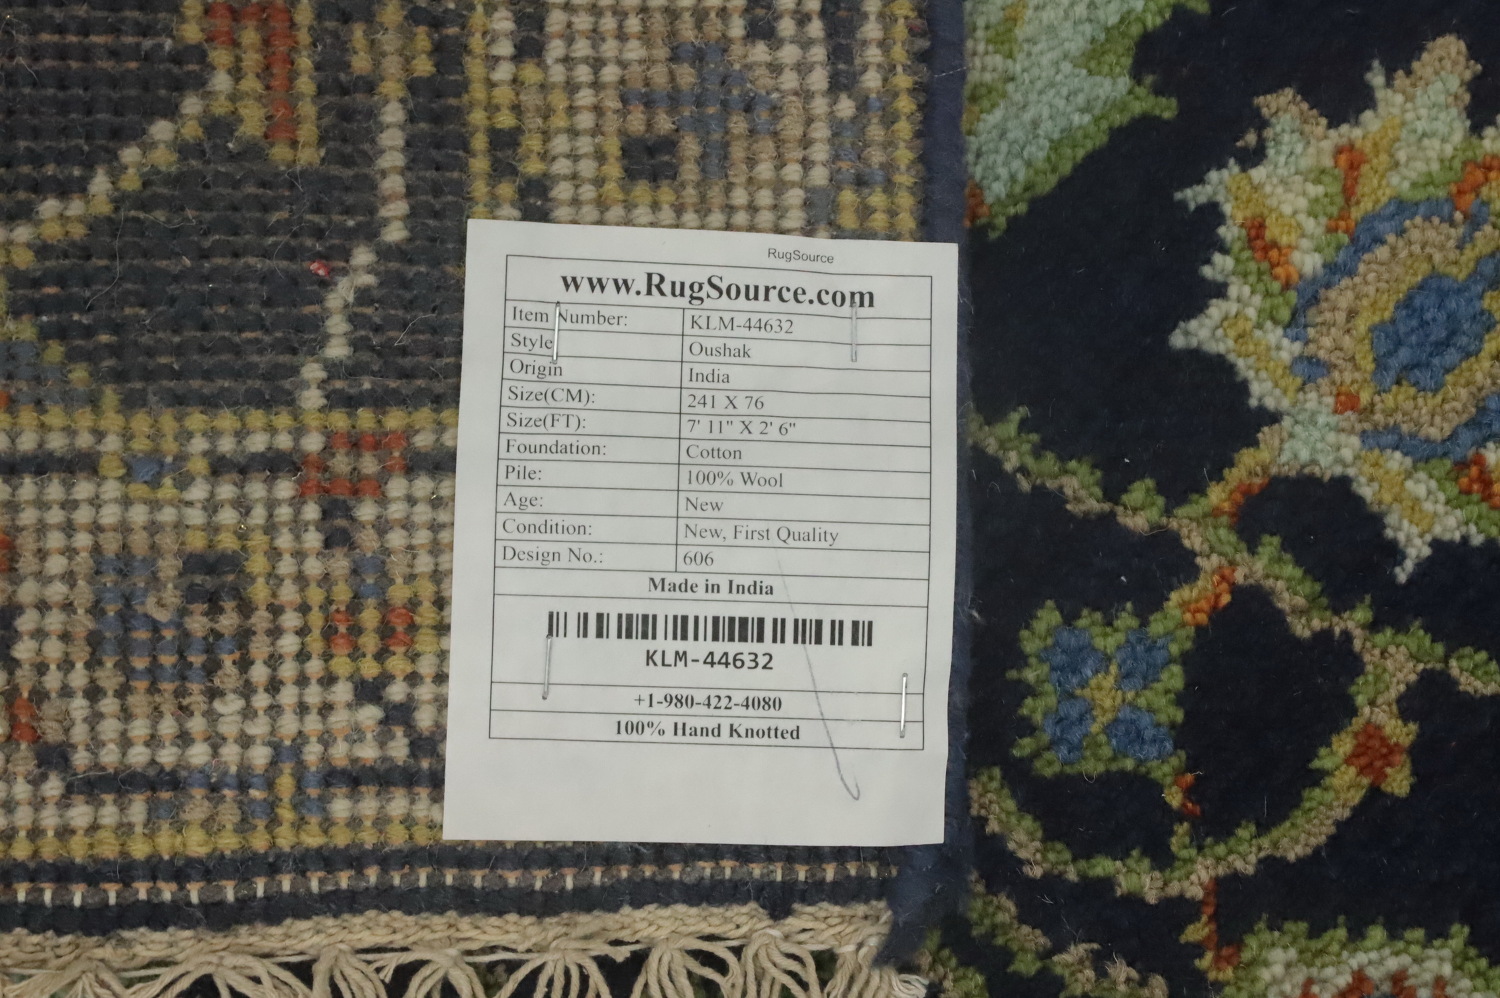 RugSource
www.RugSource.com
Item Number: KLM-44632
Style Oushak
Origin India
Size(CM): 241 X 76
Size(FT): 7' 11" X 2' 6"
Foundation: Cotton
Pile: 100% Wool
Age: New
Condition: New, First Quality
Design No.: 606
Made in India
KLM-44632
+1-980-422-4080
100% Hand Knotted